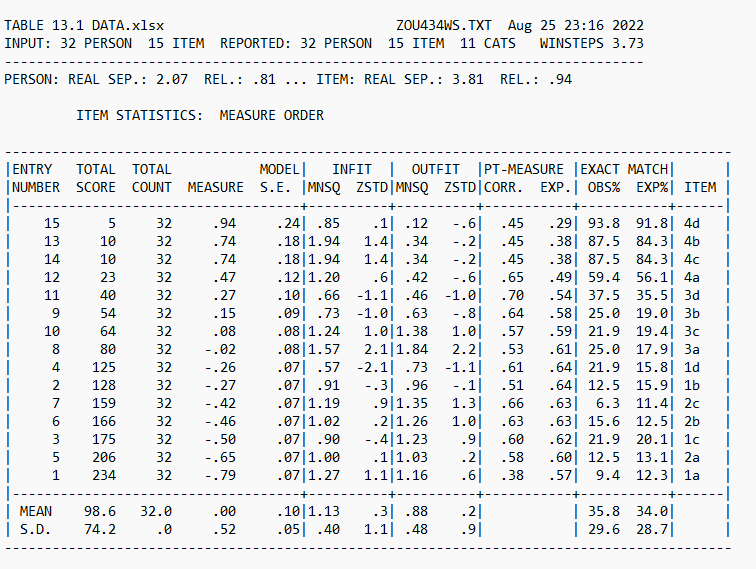 TABLE 13.1 DATA.xlsx                                ZOU434WS.TXT  Aug 25 23:16 2022
INPUT: 32 PERSON  15 ITEM  REPORTED: 32 PERSON  15 ITEM  11 CATS   WINSTEPS 3.73
--------------------------------------------------------------------------------
PERSON: REAL SEP.: 2.07  REL.: .81 ... ITEM: REAL SEP.: 3.81  REL.: .94
ITEM STATISTICS:  MEASURE ORDER
-------------------------------------------------------------------------------------------
|ENTRY   TOTAL  TOTAL           MODEL|   INFIT  |  OUTFIT  |PT-MEASURE |EXACT MATCH|      |
|NUMBER  SCORE  COUNT  MEASURE  S.E. |MNSQ  ZSTD|MNSQ  ZSTD|CORR.  EXP.| OBS%  EXP%| ITEM |
|------------------------------------+----------+----------+-----------+-----------+------|
|    15      5     32     .94     .24| .85    .1| .12   -.6|  .45   .29| 93.8  91.8| 4d   |
|    13     10     32     .74     .18|1.94   1.4| .34   -.2|  .45   .38| 87.5  84.3| 4b   |
|    14     10     32     .74     .18|1.94   1.4| .34   -.2|  .45   .38| 87.5  84.3| 4c   |
|    12     23     32     .47     .12|1.20    .6| .42   -.6|  .65   .49| 59.4  56.1| 4a   |
|    11     40     32     .27     .10| .66  -1.1| .46  -1.0|  .70   .54| 37.5  35.5| 3d   |
|     9     54     32     .15     .09| .73  -1.0| .63   -.8|  .64   .58| 25.0  19.0| 3b   |
|    10     64     32     .08     .08|1.24   1.0|1.38   1.0|  .57   .59| 21.9  19.4| 3c   |
|     8     80     32    -.02     .08|1.57   2.1|1.84   2.2|  .53   .61| 25.0  17.9| 3a   |
|     4    125     32    -.26     .07| .57  -2.1| .73  -1.1|  .61   .64| 21.9  15.8| 1d   |
|     2    128     32    -.27     .07| .91   -.3| .96   -.1|  .51   .64| 12.5  15.9| 1b   |
|     7    159     32    -.42     .07|1.19    .9|1.35   1.3|  .66   .63|  6.3  11.4| 2c   |
|     6    166     32    -.46     .07|1.02    .2|1.26   1.0|  .63   .63| 15.6  12.5| 2b   |
|     3    175     32    -.50     .07| .90   -.4|1.23    .9|  .60   .62| 21.9  20.1| 1c   |
|     5    206     32    -.65     .07|1.00    .1|1.03    .2|  .58   .60| 12.5  13.1| 2a   |
|     1    234     32    -.79     .07|1.27   1.1|1.16    .6|  .38   .57|  9.4  12.3| 1a   |
|------------------------------------+----------+----------+-----------+-----------+------|
| MEAN    98.6   32.0     .00     .10|1.13    .3| .88    .2|           | 35.8  34.0|      |
| S.D.    74.2     .0     .52     .05| .40   1.1| .48    .9|           | 29.6  28.7|      |
-------------------------------------------------------------------------------------------